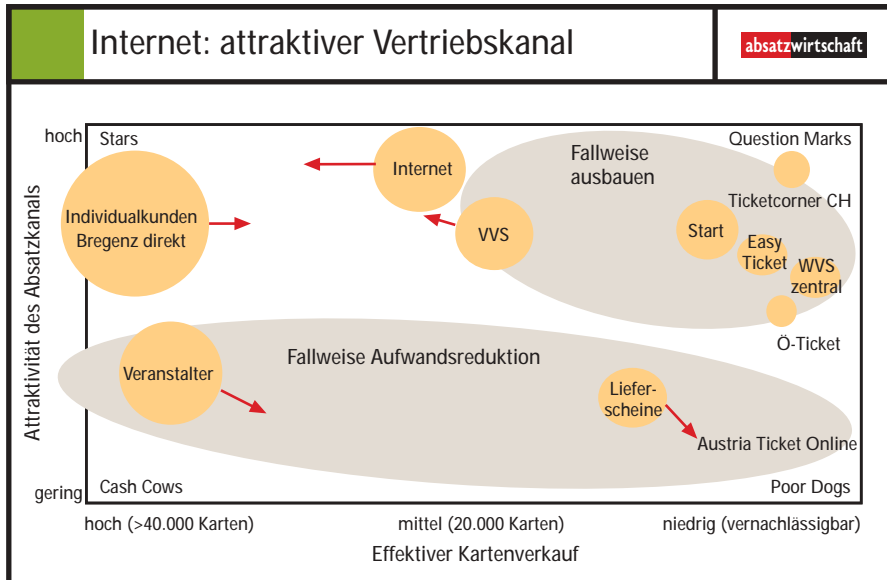 Internet: attraktiver Vertriebskanal
absatzwirtschaft
Attraktivität des Absatzkanals
hoch
gering
Stars
Question Marks
Individualkunden
Bregenz direkt
Internet
VVS
Fallweise
ausbauen
Ticketcorner CH
Start
Easy
Ticket
WVS
zentral
Ö-Ticket
Veranstalter
Fallweise Aufwandsreduktion
Liefer-
scheine
Austria Ticket Online
Cash Cows
Poor Dogs
hoch (>40.000 Karten)
mittel (20.000 Karten)
niedrig (vernachlässigbar)
Effektiver Kartenverkauf